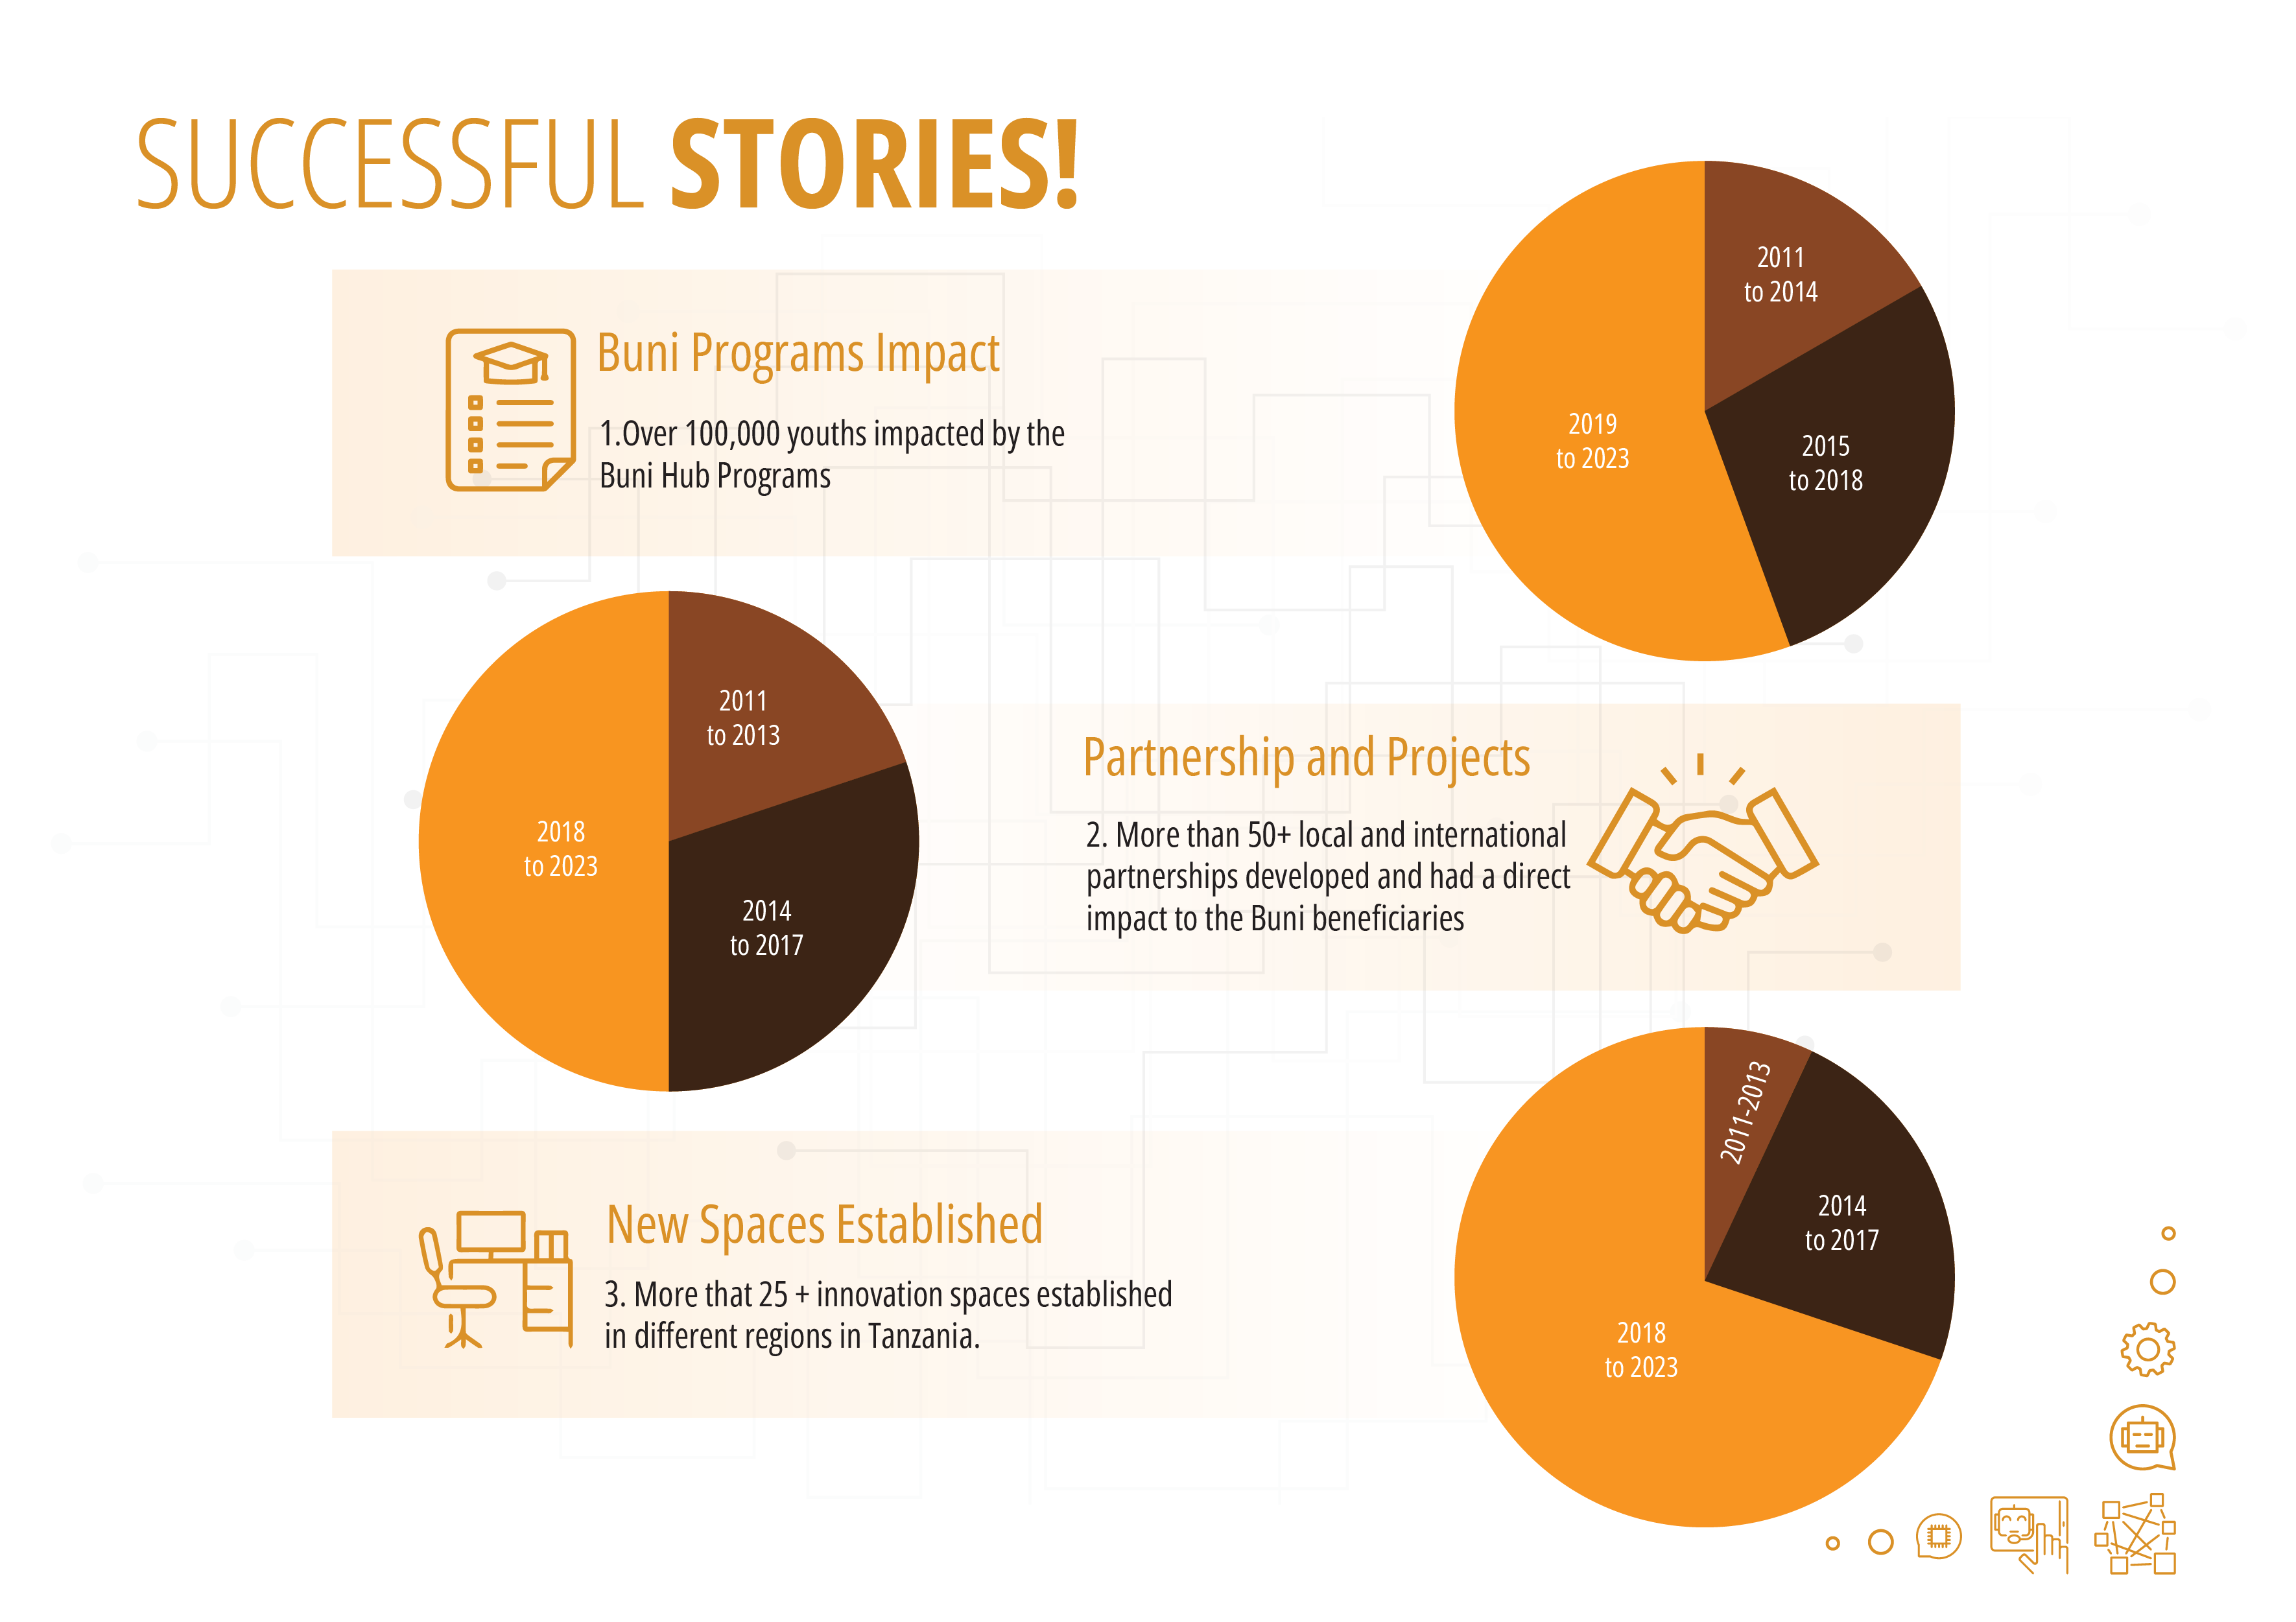 SUCCESSFUL STORIES!
Buni Programs Impact
1.Over 100,000 youths impacted by the
Buni Hub Programs
2011
to 2014
2015
to 2018
2019
to 2023
2011
to 2013
2014
to 2017
2018
to 2023
Partnership and Projects
2. More than 50+ local and international
partnerships developed and had a direct
impact to the Buni beneficiaries
New Spaces Established
3. More that 25 + innovation spaces established
in different regions in Tanzania.
2011-2013
2014
to 2017
2018
to 2023